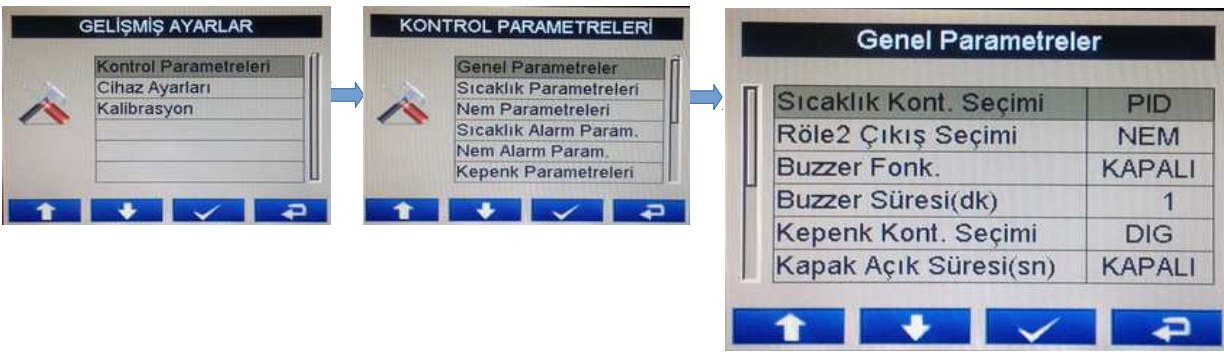 GELİŞMİŞ AYARLAR
Kontrol Parametreleri
Cihaz Ayarları
Kalibrasyon
KONTROL PARAMETRELERİ
Genel Parametreler
Sıcaklık Parametreleri
Nem Parametreleri
Sıcaklık Alarm Param.
Nem Alarm Param.
Kepenk Parametreleri
Genel Parametreler
Sıcaklık Kont. Seçimi PID
Röle2 Çıkış Seçimi NEM
Buzzer Fonk. KAPALI
Buzzer Süresi(dk) 1
Kepenk Kont. Seçimi DIG
Kapak Açık Süresi(sn) KAPALI